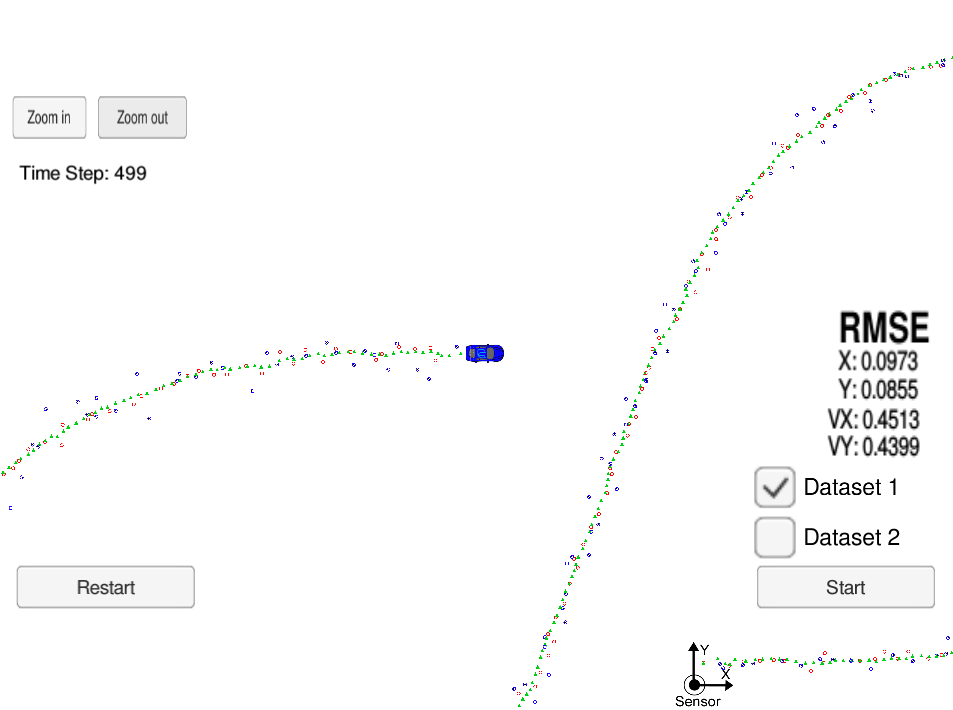 Zoom in
Zoom out
Time Step: 499
RMSE
X: 0.0973
Y: 0.0855
VX: 0.4513
VY: 0.4399
Dataset 1
Dataset 2
Restart
Start
Y
X
Sensor